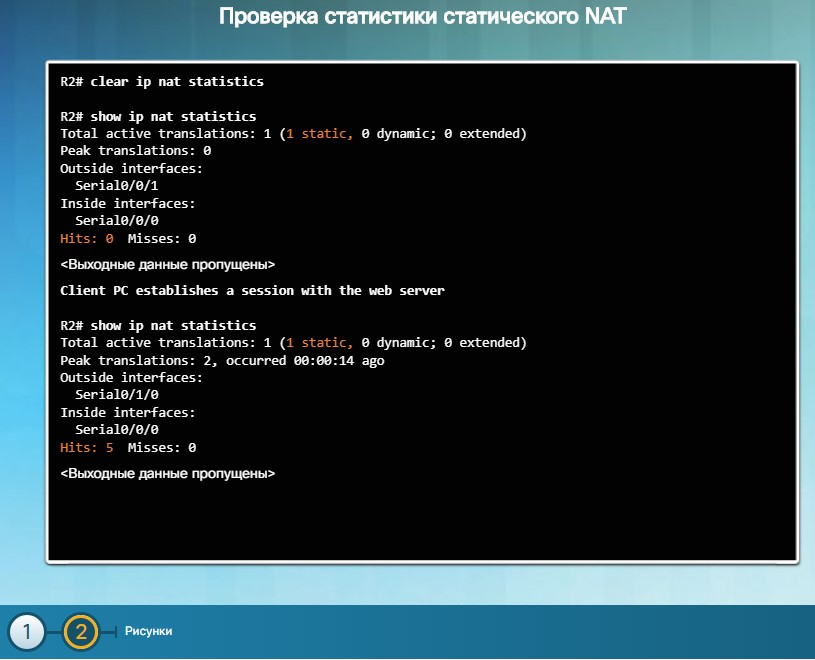 Проверка статистики статического NAT
R2# clear ip nat statistics
R2# show ip nat statistics
Total active translations: 1 (1 static, 0 dynamic; 0 extended)
Peak translations: 0
Outside interfaces:
Serial0/0/1
Inside interfaces:
Serial0/0/0
Hits: 0 Misses: 0
<Выходные данные пропущены>
Client PC establishes a session with the web server
R2# show ip nat statistics
Total active translations: 1 (1 static, 0 dynamic; 0 extended)
Peak translations: 2, occurred 00:00:14 ago
Outside interfaces:
Serial0/1/0
Inside interfaces:
Serial0/0/0
Hits: 5 Misses: 0
<Выходные данные пропущены>
1 2 Рисунки